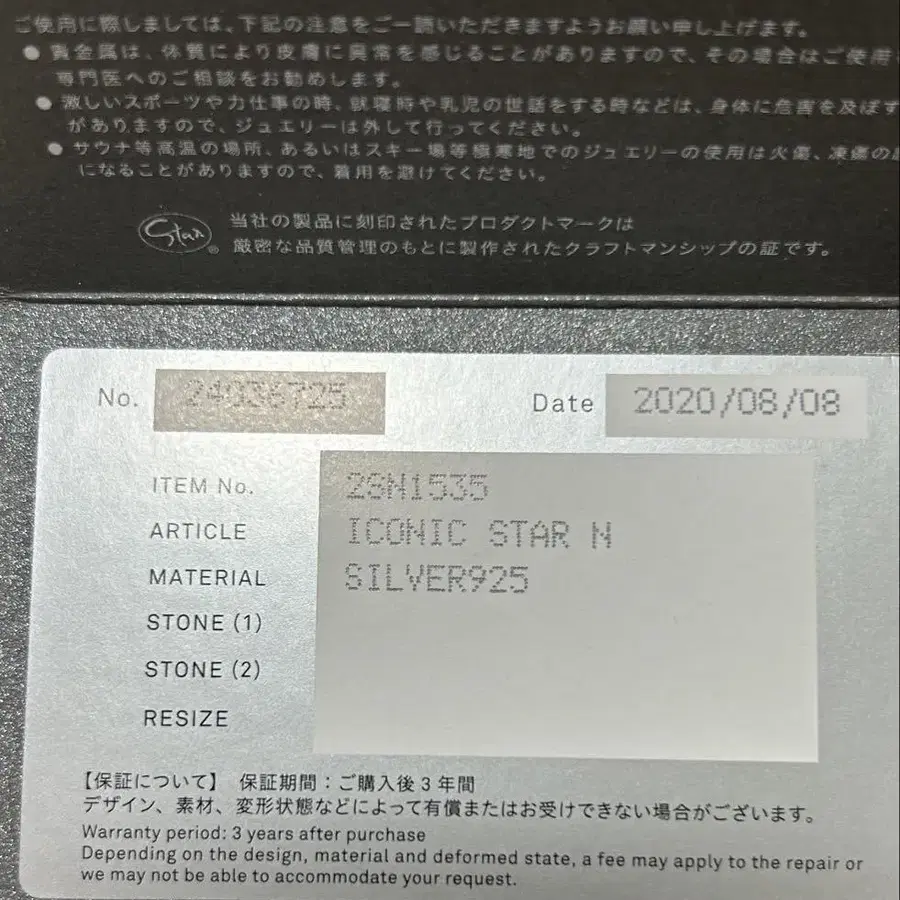 ご使用に際しましては、下記の注意をご一読いただきますようお願い申し上げます。
● 貴金属は、体質により皮膚に異常を感じることがありますので、その場合はご使用
専門医へのご相談をお勧めします。
● 激しいスポーツや力仕事の時、就寝時や乳児の世話をする時などは、身体に危害を及ぼす
がありますので、ジュエリーは外して行ってください。
● サウナ等高温の場所、あるいはスキー場等極寒地でのジュエリーの使用は火傷、凍傷の
になることがありますので、着用を避けてください。
Star ® 当社の製品に刻印されたプロダクトマークは
厳密な品質管理のもとに製作されたクラフトマンシップの証です。
No. 24036725 Date 2020/08/08
ITEM No. 2SN1535
ARTICLE ICONIC STAR N
MATERIAL SILVER925
STONE (1)
STONE (2)
RESIZE
【保証について】 保証期間:ご購入後3年間
デザイン、素材、変形状態などによって有償またはお受けできない場合がございます。
Warranty period: 3 years after purchase
Depending on the design, material and deformed state, a fee may apply to the repair or
we may not be able to accommodate your request.